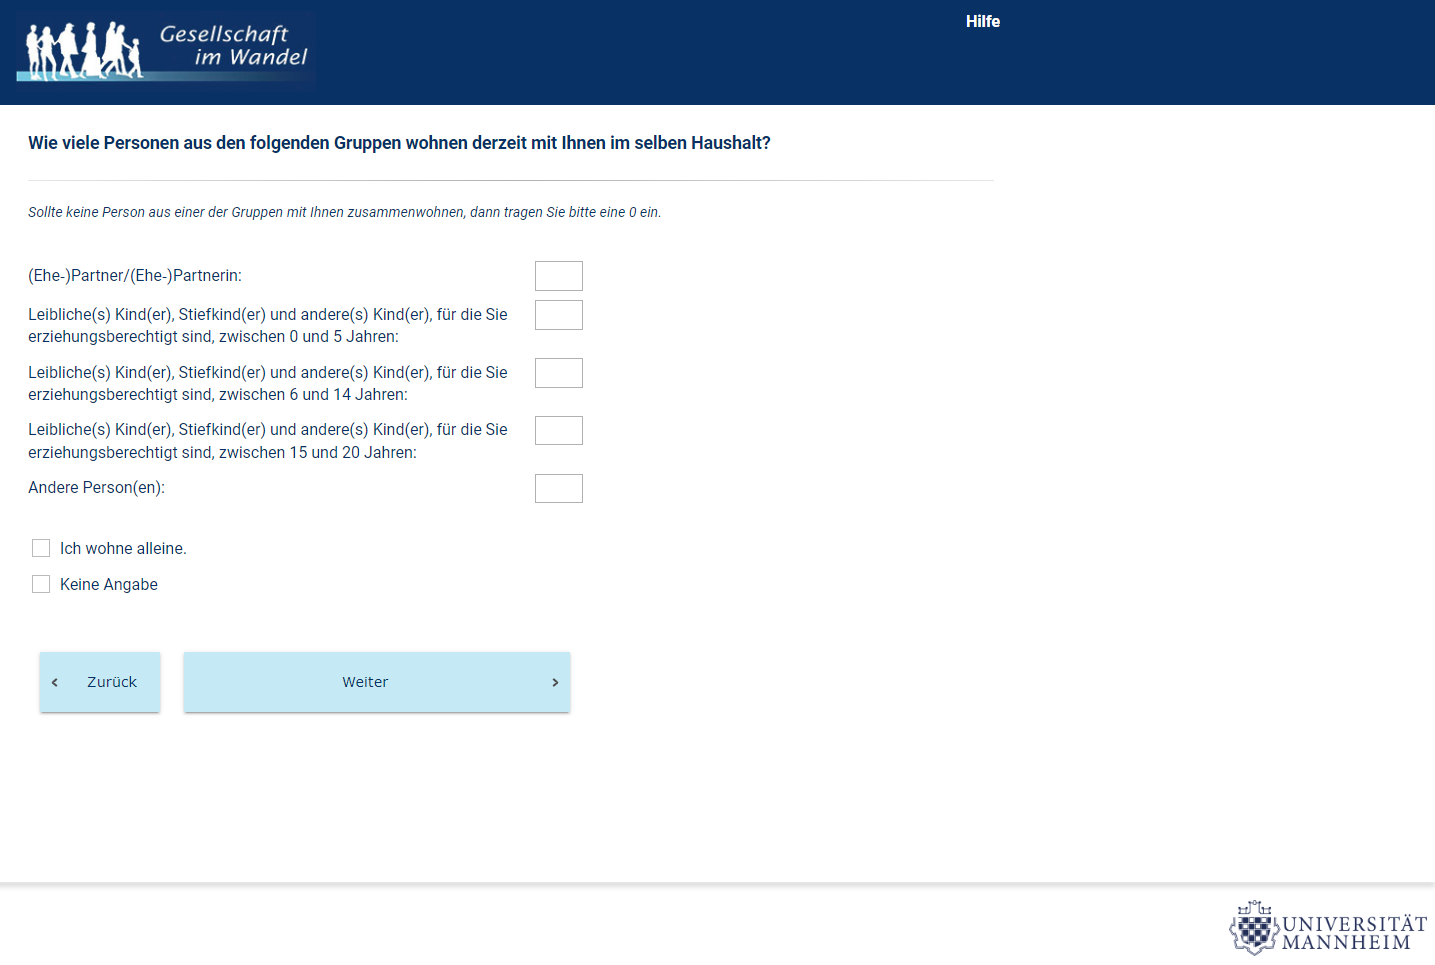 Gesellschaft
im Wandel
Hilfe
Wie viele Personen aus den folgenden Gruppen wohnen derzeit mit Ihnen im selben Haushalt?
Sollte keine Person aus einer der Gruppen mit Ihnen zusammenwohnen, dann tragen Sie bitte eine 0 ein.
(Ehe-)Partner/(Ehe-)Partnerin:
Leibliche(s) Kind(er), Stiefkind(er) und andere(s) Kind(er), für die Sie
erziehungsberechtigt sind, zwischen 0 und 5 Jahren:
Leibliche(s) Kind(er), Stiefkind(er) und andere(s) Kind(er), für die Sie
erziehungsberechtigt sind, zwischen 6 und 14 Jahren:
Leibliche(s) Kind(er), Stiefkind(er) und andere(s) Kind(er), für die Sie
erziehungsberechtigt sind, zwischen 15 und 20 Jahren:
Andere Person(en):
Ich wohne alleine.
Keine Angabe
Zurück
Weiter
UNIVERSITÄT
MANNHEIM